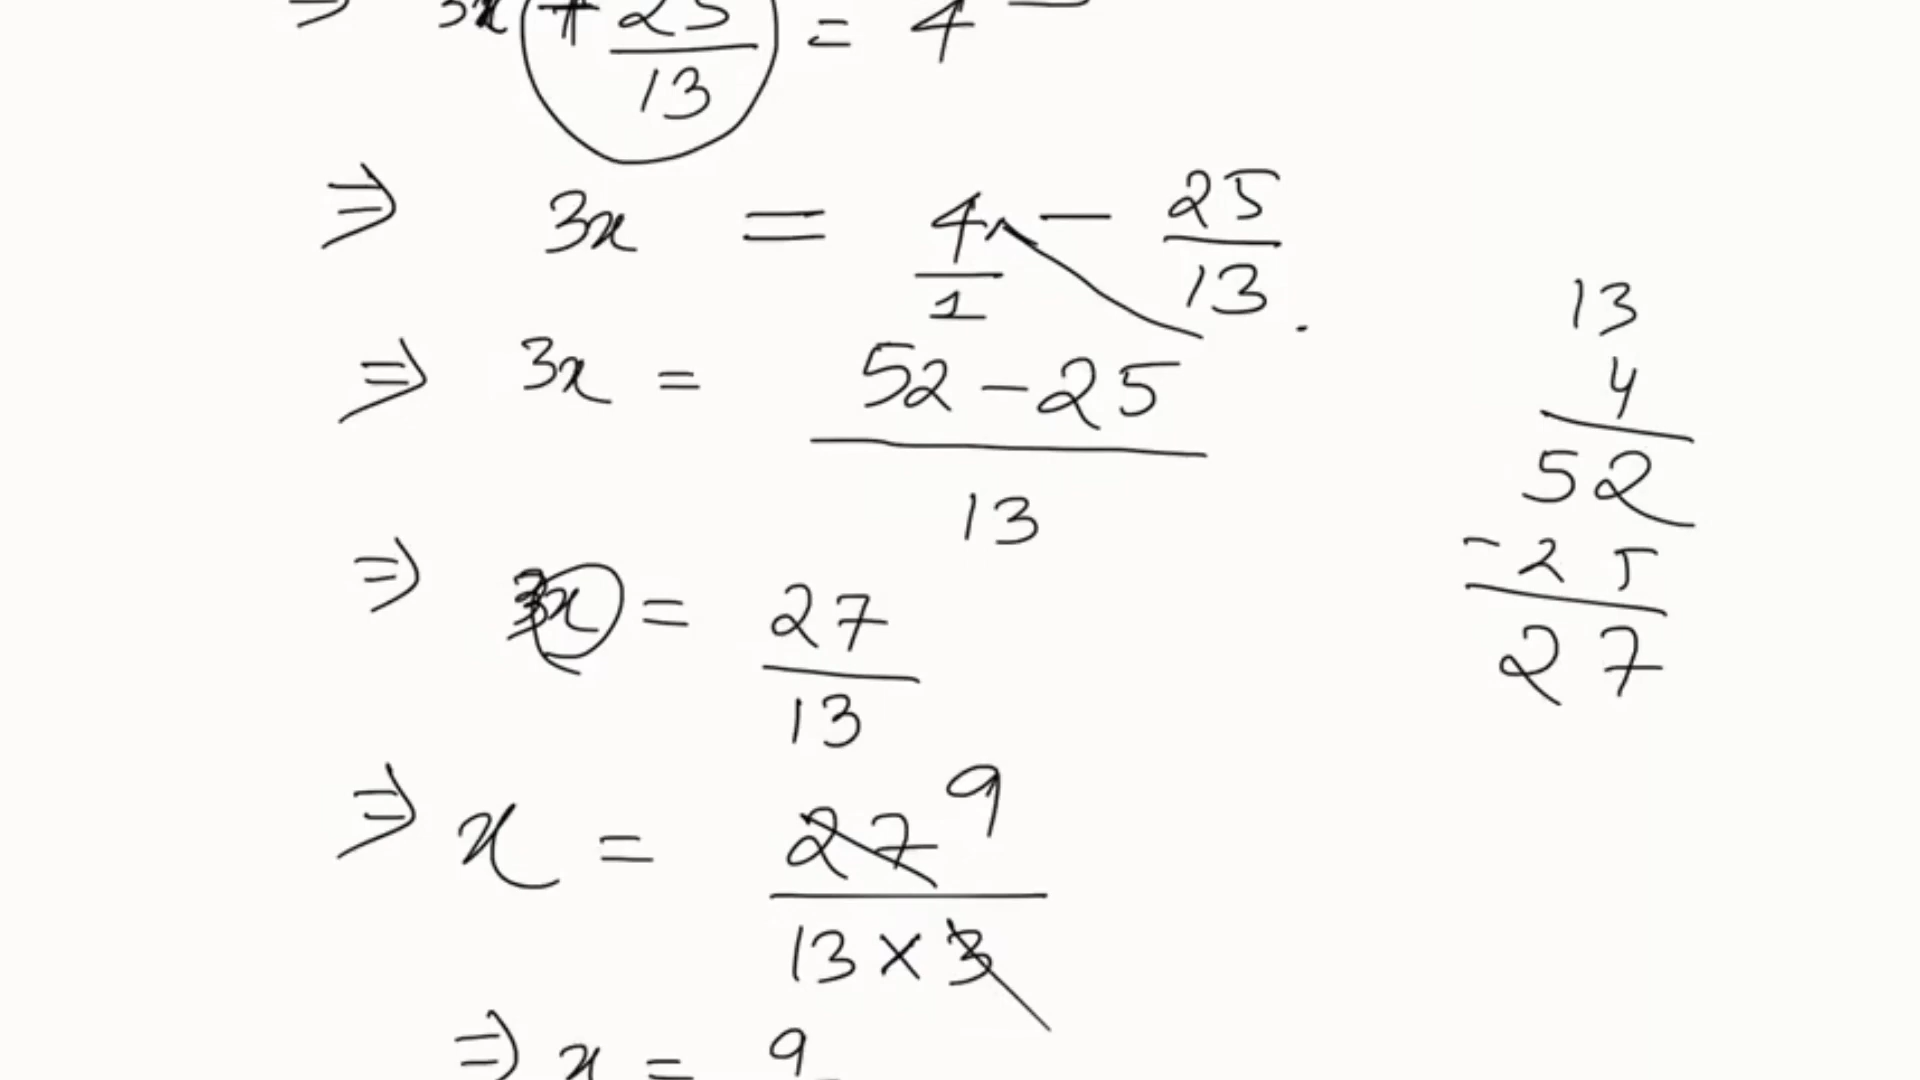 ⇒ 3x + 25/13 = 4
⇒ 3x = 4/1 - 25/13
⇒ 3x = 52 - 25 / 13
⇒ 3x = 27/13
⇒ x = 27 9 / 13 × 3
⇒ x = 9
13
4
52
- 25
27